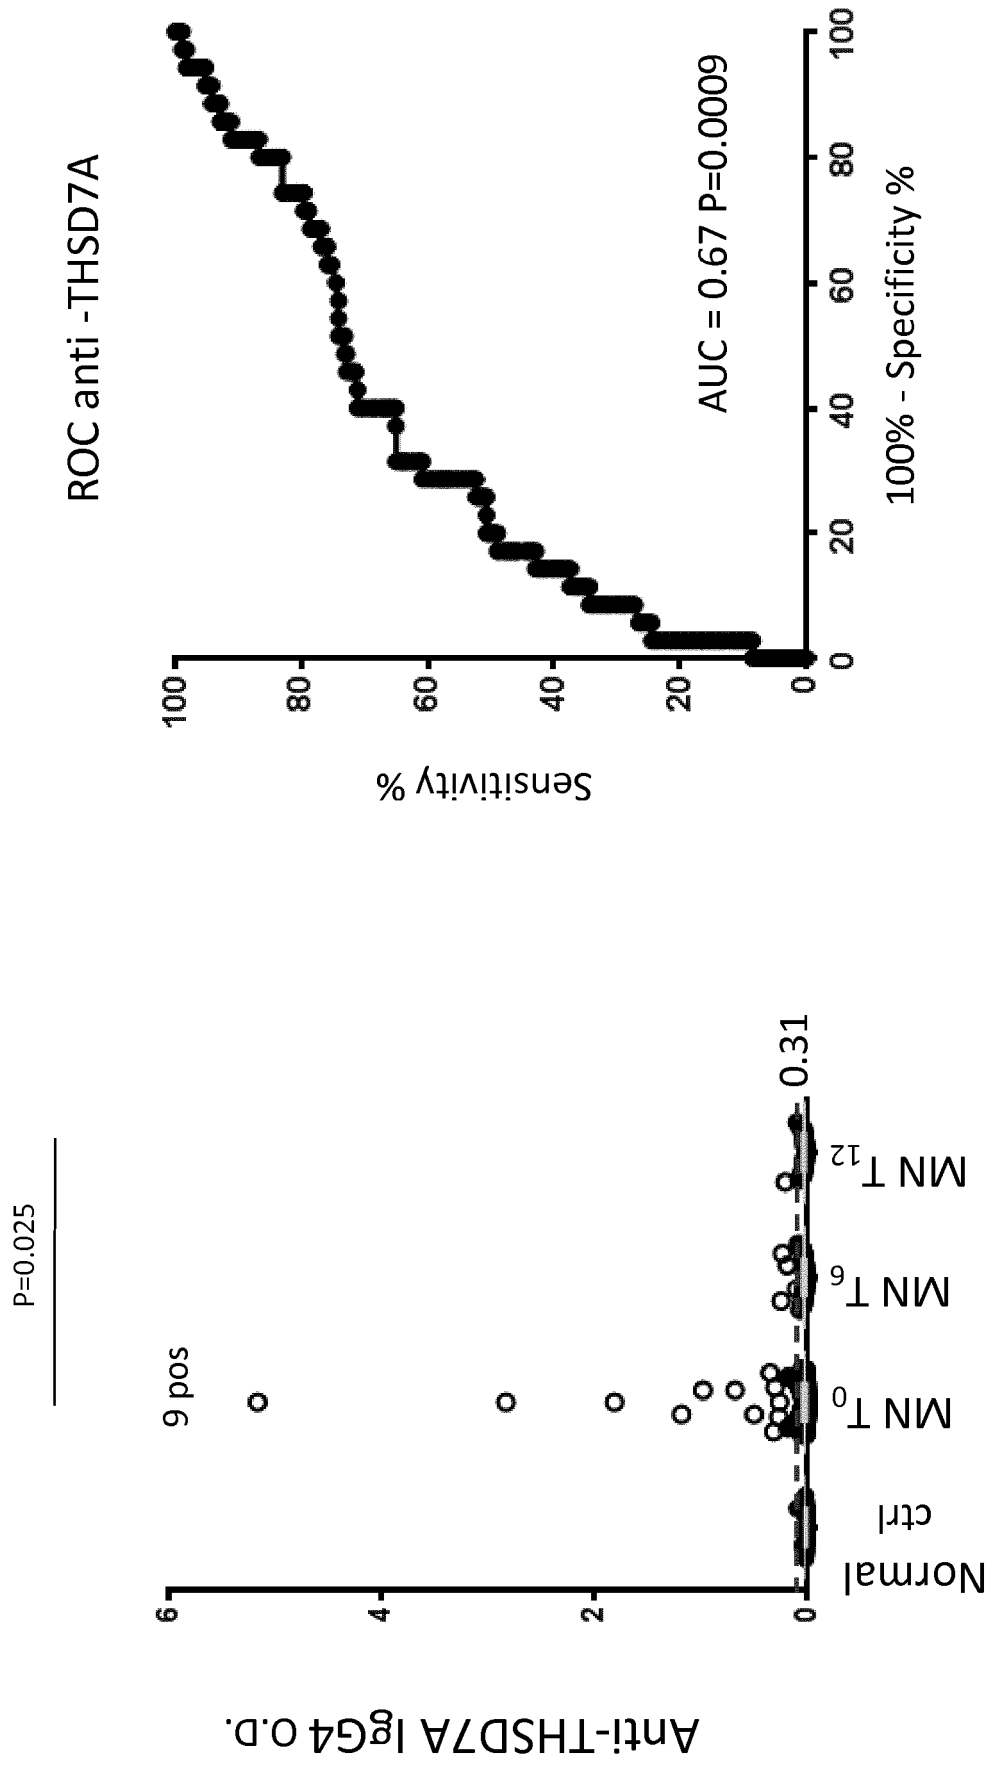 P=0.025
9 pos
Anti-THSD7A IgG4 O.D.
6
4
2
0
0.31
Normal ctrl
MN T0
MN T6
MN T12
ROC anti -THSD7A
Sensitivity %
100
80
60
40
20
0
AUC = 0.67 P=0.0009
0 20 40 60 80 100
100% - Specificity %